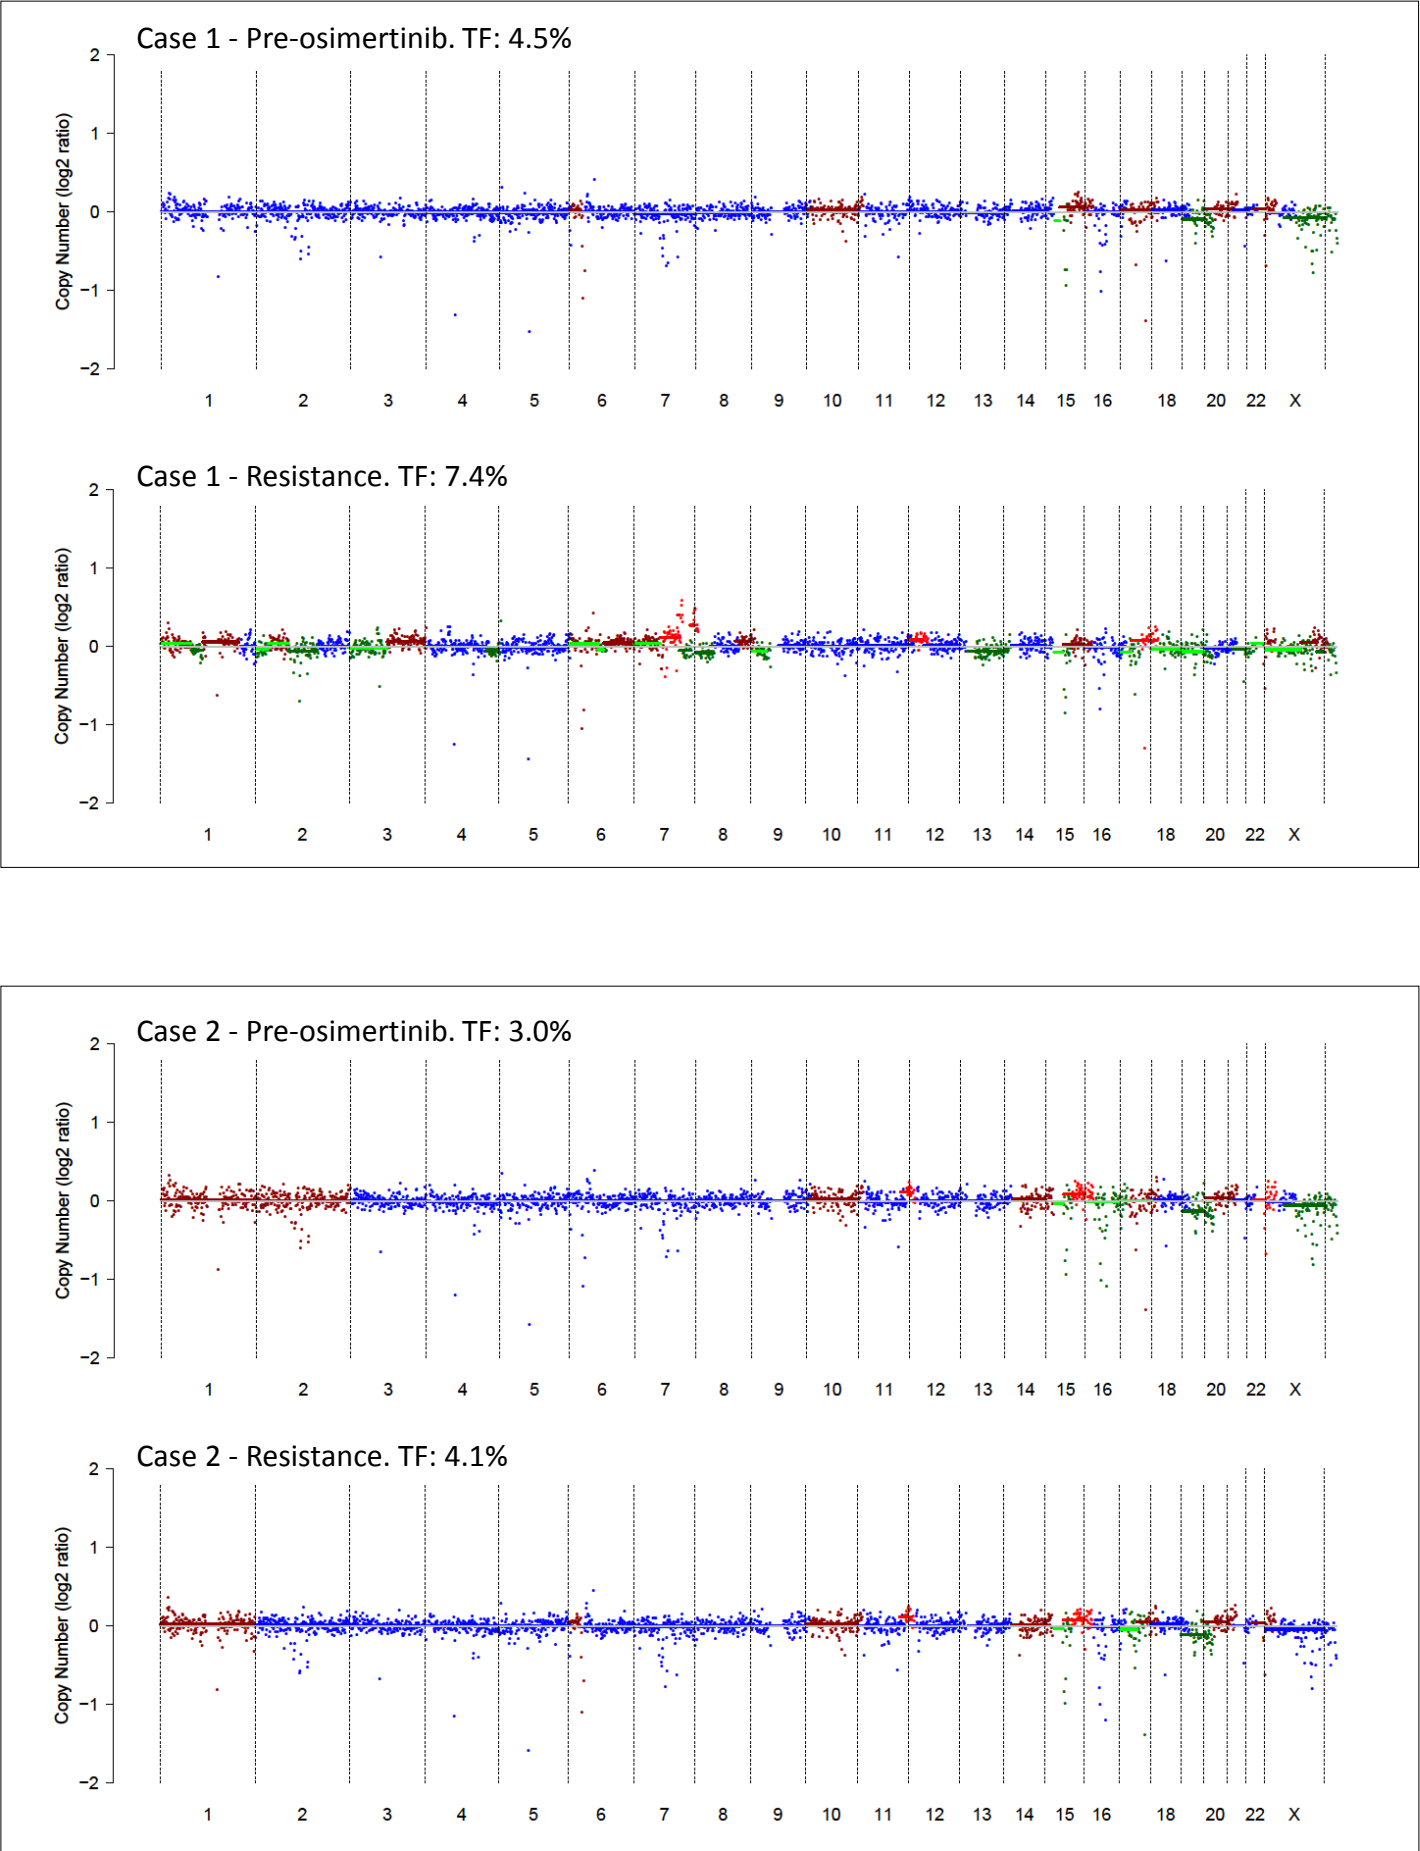 Case 1 - Pre-osimertinib. TF: 4.5%
2
1
0
−1
−2
Copy Number (log2 ratio)
1 2 3 4 5 6 7 8 9 10 11 12 13 14 15 16 18 20 22 X
Case 1 - Resistance. TF: 7.4%
2
1
0
−1
−2
Copy Number (log2 ratio)
1 2 3 4 5 6 7 8 9 10 11 12 13 14 15 16 18 20 22 X
Case 2 - Pre-osimertinib. TF: 3.0%
2
1
0
−1
−2
Copy Number (log2 ratio)
1 2 3 4 5 6 7 8 9 10 11 12 13 14 15 16 18 20 22 X
Case 2 - Resistance. TF: 4.1%
2
1
0
−1
−2
Copy Number (log2 ratio)
1 2 3 4 5 6 7 8 9 10 11 12 13 14 15 16 18 20 22 X